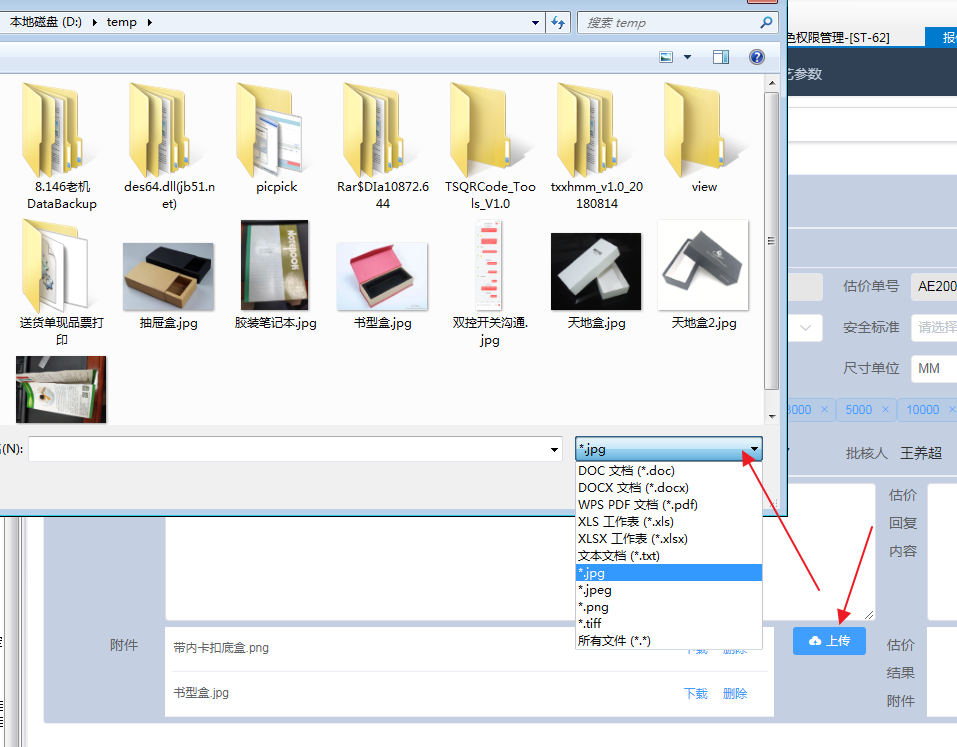 本地磁盘 (D:) ▸ temp ▸
搜索 temp
色权限管理-[ST-62]
艺参数
8.146老机
DataBackup
des64.dll(jb51.n
et)
picpick
Rar$DIa10872.6
44
TSQRCode_Too
ls_V1.0
txxhmm_v1.0_20
180814
view
送货单现品票打
印
抽屉盒.jpg
胶装笔记本.jpg
书型盒.jpg
双控开关沟通.
jpg
天地盒.jpg
天地盒2.jpg
估价单号
AE200
安全标准
请选择
尺寸单位
MM
5000 ×
10000 ×
批核人
王养超
(N):
*.jpg
DOC 文档 (*.doc)
DOCX 文档 (*.docx)
WPS PDF 文档 (*.pdf)
XLS 工作表 (*.xls)
XLSX 工作表 (*.xlsx)
文本文档 (*.txt)
*.jpg
*.jpeg
*.png
*.tiff
所有文件 (*.*)
估价
回复
内容
附件
带内卡扣底盒.png
下载 删除
书型盒.jpg
下载 删除
上传
估价
结果
附件